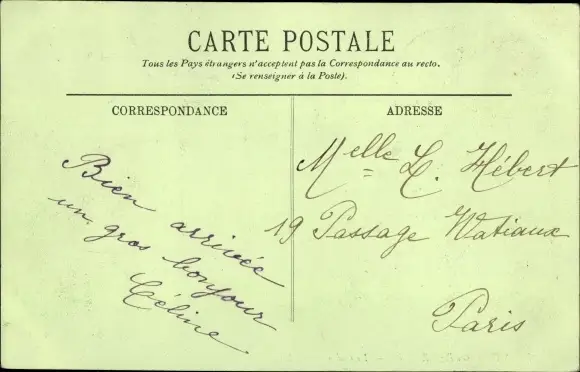 CARTE POSTALE
Tous les Pays étrangers n'acceptent pas la Correspondance au recto.
(Se renseigner à la Poste).
CORRESPONDANCE
ADRESSE
Bien arrivée
un gros bonjour
Céline.
Melle L. Hébert
19 Passage Watiaux
Paris